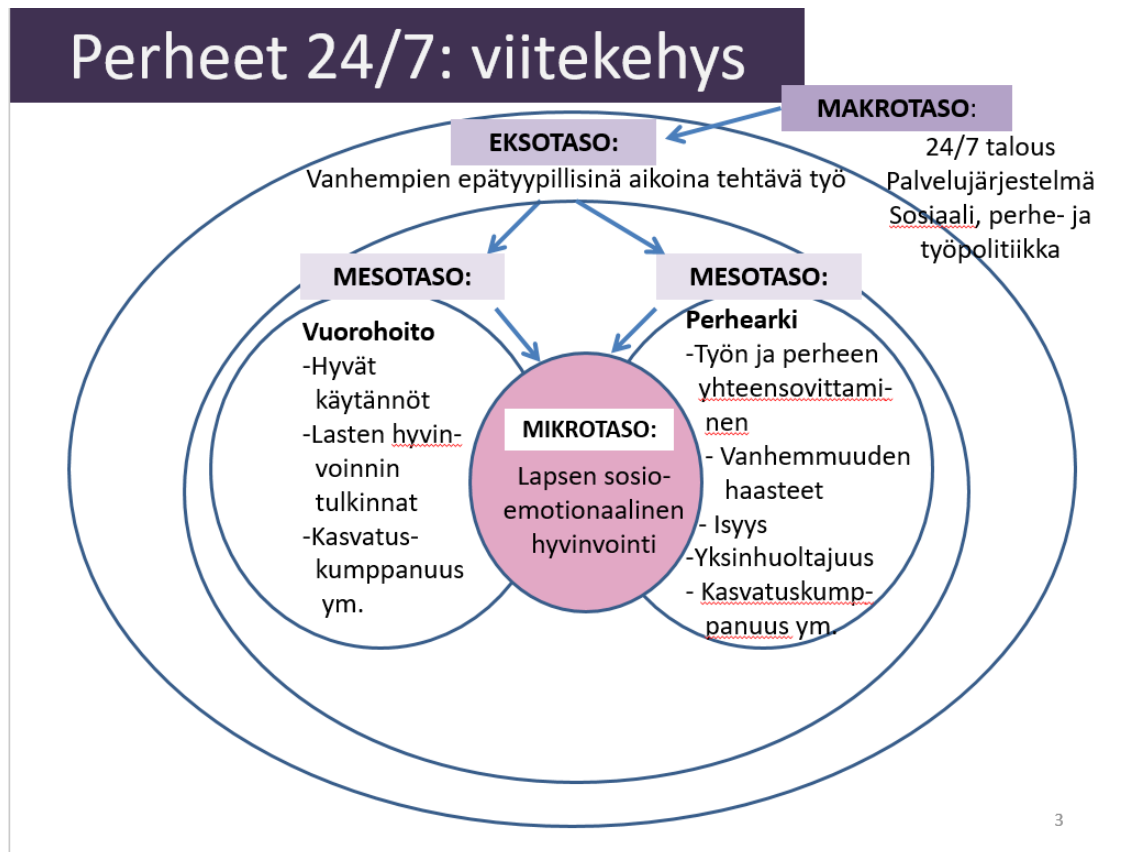 Perheet 24/7: viitekehys
MAKROTASO:
24/7 talous
Palvelujärjestelmä
Sosiaali, perhe- ja
työpolitiikka
EKSOTASO:
Vanhempien epätyypillisinä aikoina tehtävä työ
MESOTASO:
Vuorohoito
-Hyvät
käytännöt
-Lasten hyvin-
voinnin
tulkinnat
-Kasvatus-
kumppanuus
ym.
MIKROTASO:
Lapsen sosio-
emotionaalinen
hyvinvointi
MESOTASO:
Perhearki
-Työn ja perheen
yhteensovittami-
nen
- Vanhemmuuden
haasteet
- Isyys
-Yksinhuoltajuus
- Kasvatuskump-
panuus ym.
3